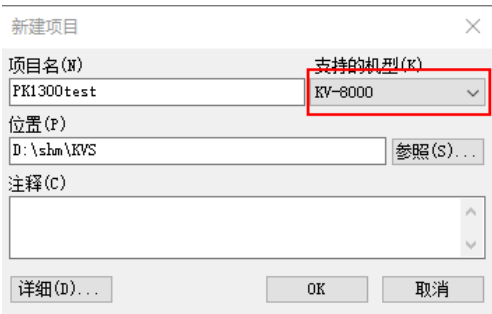 新建项目
项目名(N)
支持的机型(K)
PK1300test
KV-8000
位置(P)
D:\shm\KVS
参照(S)...
注释(C)
详细(D)...
OK
取消